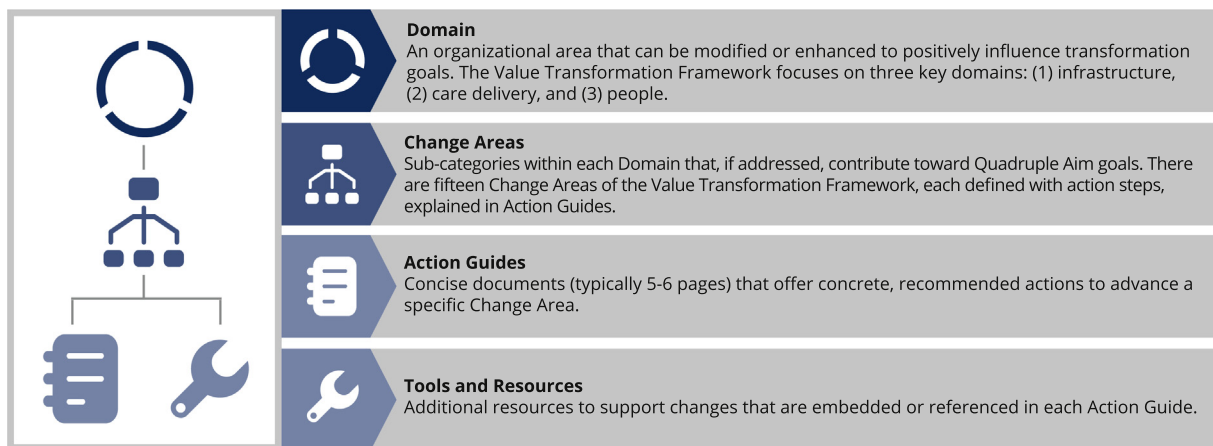 Domain
An organizational area that can be modified or enhanced to positively influence transformation
goals. The Value Transformation Framework focuses on three key domains: (1) infrastructure,
(2) care delivery, and (3) people.
Change Areas
Sub-categories within each Domain that, if addressed, contribute toward Quadruple Aim goals. There
are fifteen Change Areas of the Value Transformation Framework, each defined with action steps,
explained in Action Guides.
Action Guides
Concise documents (typically 5-6 pages) that offer concrete, recommended actions to advance a
specific Change Area.
Tools and Resources
Additional resources to support changes that are embedded or referenced in each Action Guide.